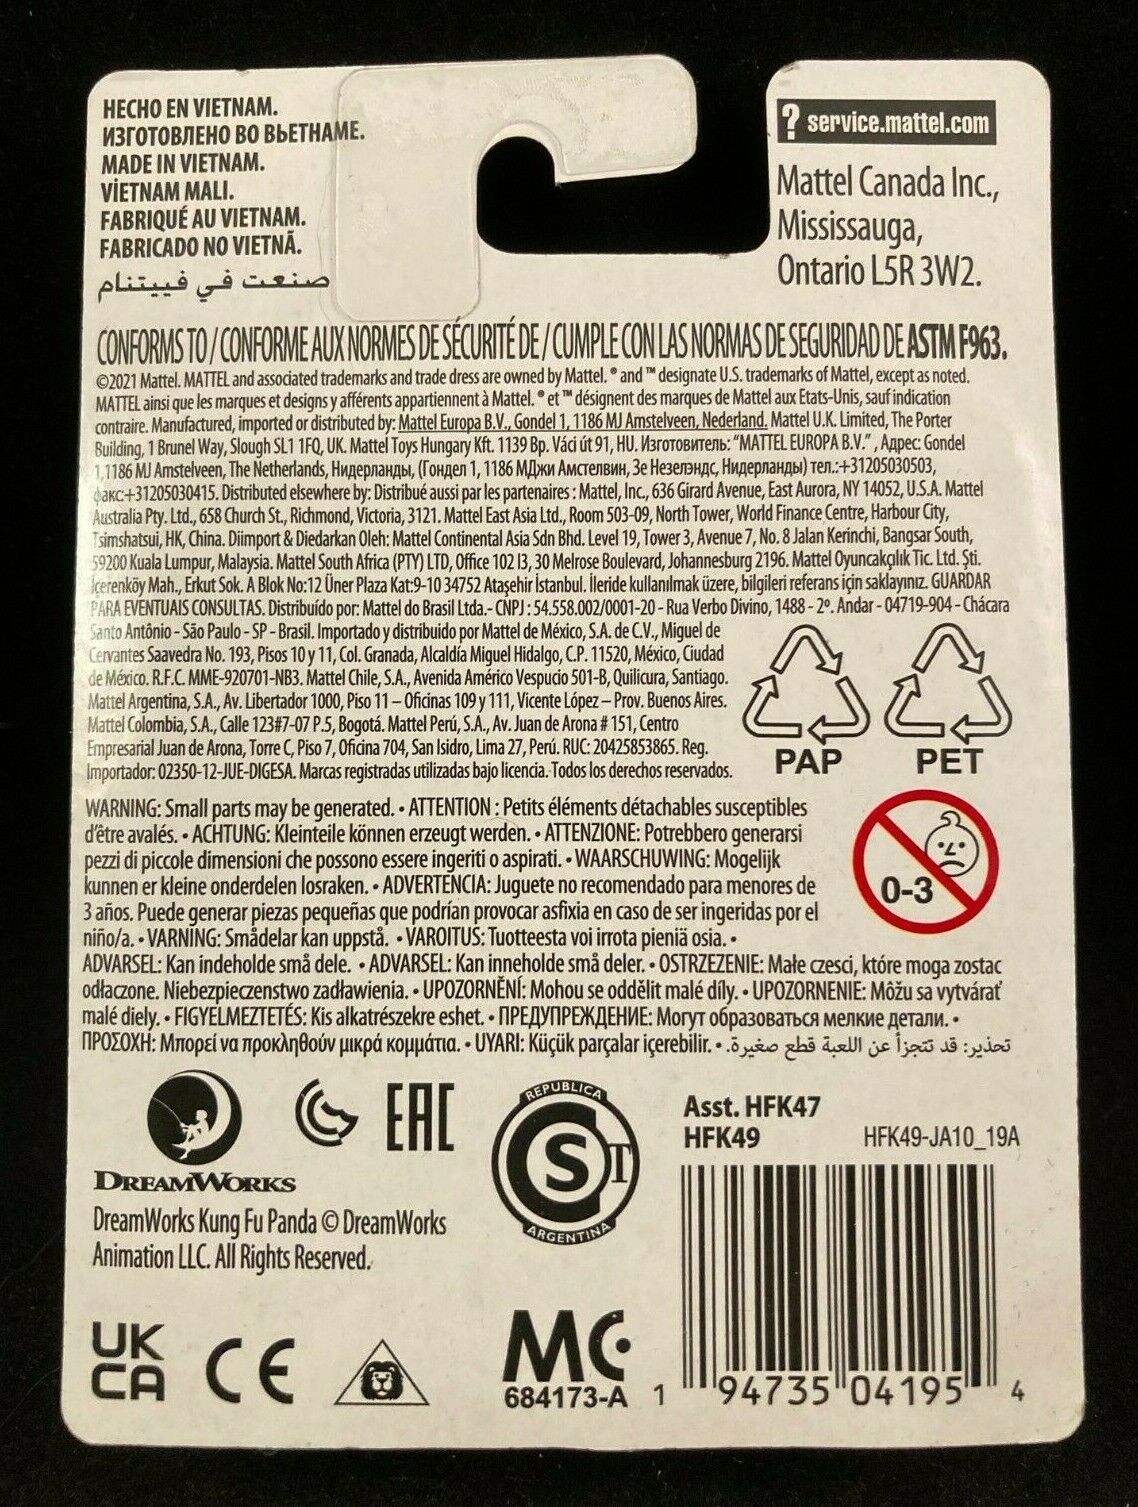 HECHO EN VIETNAM.
ИЗГОТОВЛЕНО ВО ВЬЕТНАМЕ.
MADE IN VIETNAM.
VİETNAM MALI.
FABRIQUÉ AU VIETNAM.
FABRICADO NO VIETNÃ.
صنعت في فييتنام
? service.mattel.com
Mattel Canada Inc.,
Mississauga,
Ontario L5R 3W2.
CONFORMS TO / CONFORME AUX NORMES DE SÉCURITÉ DE / CUMPLE CON LAS NORMAS DE SEGURIDAD DE ASTM F963.
©2021 Mattel. MATTEL and associated trademarks and trade dress are owned by Mattel. ® and ™ designate U.S. trademarks of Mattel, except as noted.
MATTEL ainsi que les marques et designs y afférents appartiennent à Mattel. ® et ™ désignent des marques de Mattel aux Etats-Unis, sauf indication
contraire. Manufactured, imported or distributed by: Mattel Europa B.V., Gondel 1, 1186 MJ Amstelveen, Nederland. Mattel U.K. Limited, The Porter
Building, 1 Brunel Way, Slough SL1 1FQ, UK. Mattel Toys Hungary Kft. 1139 Bp. Váci út 91, HU. Изготовитель: "MATTEL EUROPA B.V.", Адрес: Gondel
1,1186 MJ Amstelveen, The Netherlands, Нидерланды, (Гондел 1, 1186 МДжи Амстелвин, Зе Незелэндс, Нидерланды) тел.:+31205030503,
факс:+31205030415. Distributed elsewhere by: Distribué aussi par les partenaires : Mattel, Inc., 636 Girard Avenue, East Aurora, NY 14052, U.S.A. Mattel
Australia Pty. Ltd., 658 Church St., Richmond, Victoria, 3121. Mattel East Asia Ltd., Room 503-09, North Tower, World Finance Centre, Harbour City,
Tsimshatsui, HK, China. Diimport & Diedarkan Oleh: Mattel Continental Asia Sdn Bhd. Level 19, Tower 3, Avenue 7, No. 8 Jalan Kerinchi, Bangsar South,
59200 Kuala Lumpur, Malaysia. Mattel South Africa (PTY) LTD, Office 102 I3, 30 Melrose Boulevard, Johannesburg 2196. Mattel Oyuncakçılık Tic. Ltd. Şti.
İçerenköy Mah., Erkut Sok. A Blok No:12 Üner Plaza Kat:9-10 34752 Ataşehir İstanbul. İleride kullanılmak üzere, bilgileri referans için saklayınız. GUARDAR
PARA EVENTUAIS CONSULTAS. Distribuído por: Mattel do Brasil Ltda.- CNPJ : 54.558.002/0001-20 - Rua Verbo Divino, 1488 - 2º. Andar - 04719-904 - Chácara
Santo Antônio - São Paulo - SP - Brasil. Importado y distribuido por Mattel de México, S.A. de C.V., Miguel de
Cervantes Saavedra No. 193, Pisos 10 y 11, Col. Granada, Alcaldía Miguel Hidalgo, C.P. 11520, México, Ciudad
de México. R.F.C. MME-920701-NB3. Mattel Chile, S.A., Avenida Américo Vespucio 501-B, Quilicura, Santiago.
Mattel Argentina, S.A., Av. Libertador 1000, Piso 11 – Oficinas 109 y 111, Vicente López – Prov. Buenos Aires.
Mattel Colombia, S.A., Calle 123#7-07 P.5, Bogotá. Mattel Perú, S.A., Av. Juan de Arona # 151, Centro
Empresarial Juan de Arona, Torre C, Piso 7, Oficina 704, San Isidro, Lima 27, Perú. RUC: 20425853865. Reg.
Importador: 02350-12-JUE-DIGESA. Marcas registradas utilizadas bajo licencia. Todos los derechos reservados.
PAP
PET
WARNING: Small parts may be generated. • ATTENTION : Petits éléments détachables susceptibles
d'être avalés. • ACHTUNG: Kleinteile können erzeugt werden. • ATTENZIONE: Potrebbero generarsi
pezzi di piccole dimensioni che possono essere ingeriti o aspirati. • WAARSCHUWING: Mogelijk
kunnen er kleine onderdelen losraken. • ADVERTENCIA: Juguete no recomendado para menores de
3 años. Puede generar piezas pequeñas que podrían provocar asfixia en caso de ser ingeridas por el
niño/a. • VARNING: Smådelar kan uppstå. • VAROITUS: Tuotteesta voi irrota pieniä osia. •
ADVARSEL: Kan indeholde små dele. • ADVARSEL: Kan inneholde små deler. • OSTRZEZENIE: Małe czesci, które moga zostac
odłaczone. Niebezpieczenstwo zadławienia. • UPOZORNĚNÍ: Mohou se oddělit malé díly. • UPOZORNENIE: Môžu sa vytvárať
malé diely. • FIGYELMEZTETÉS: Kis alkatrészekre eshet. • ПРЕДУПРЕЖДЕНИЕ: Могут образоваться мелкие детали. •
ΠΡΟΣΟΧΗ: Μπορεί να προκληθούν μικρά κομμάτια. • UYARI: Küçük parçalar içerebilir. • تحذير: قد تتجزأ عن اللعبة قطع صغيرة.
0-3
DREAMWORKS
DreamWorks Kung Fu Panda © DreamWorks
Animation LLC. All Rights Reserved.
EAC
REPUBLICA
S T
ARGENTINA
Asst. HFK47
HFK49
HFK49-JA10_19A
UK
CA
CE
MC
684173-A
1 94735 04195 4